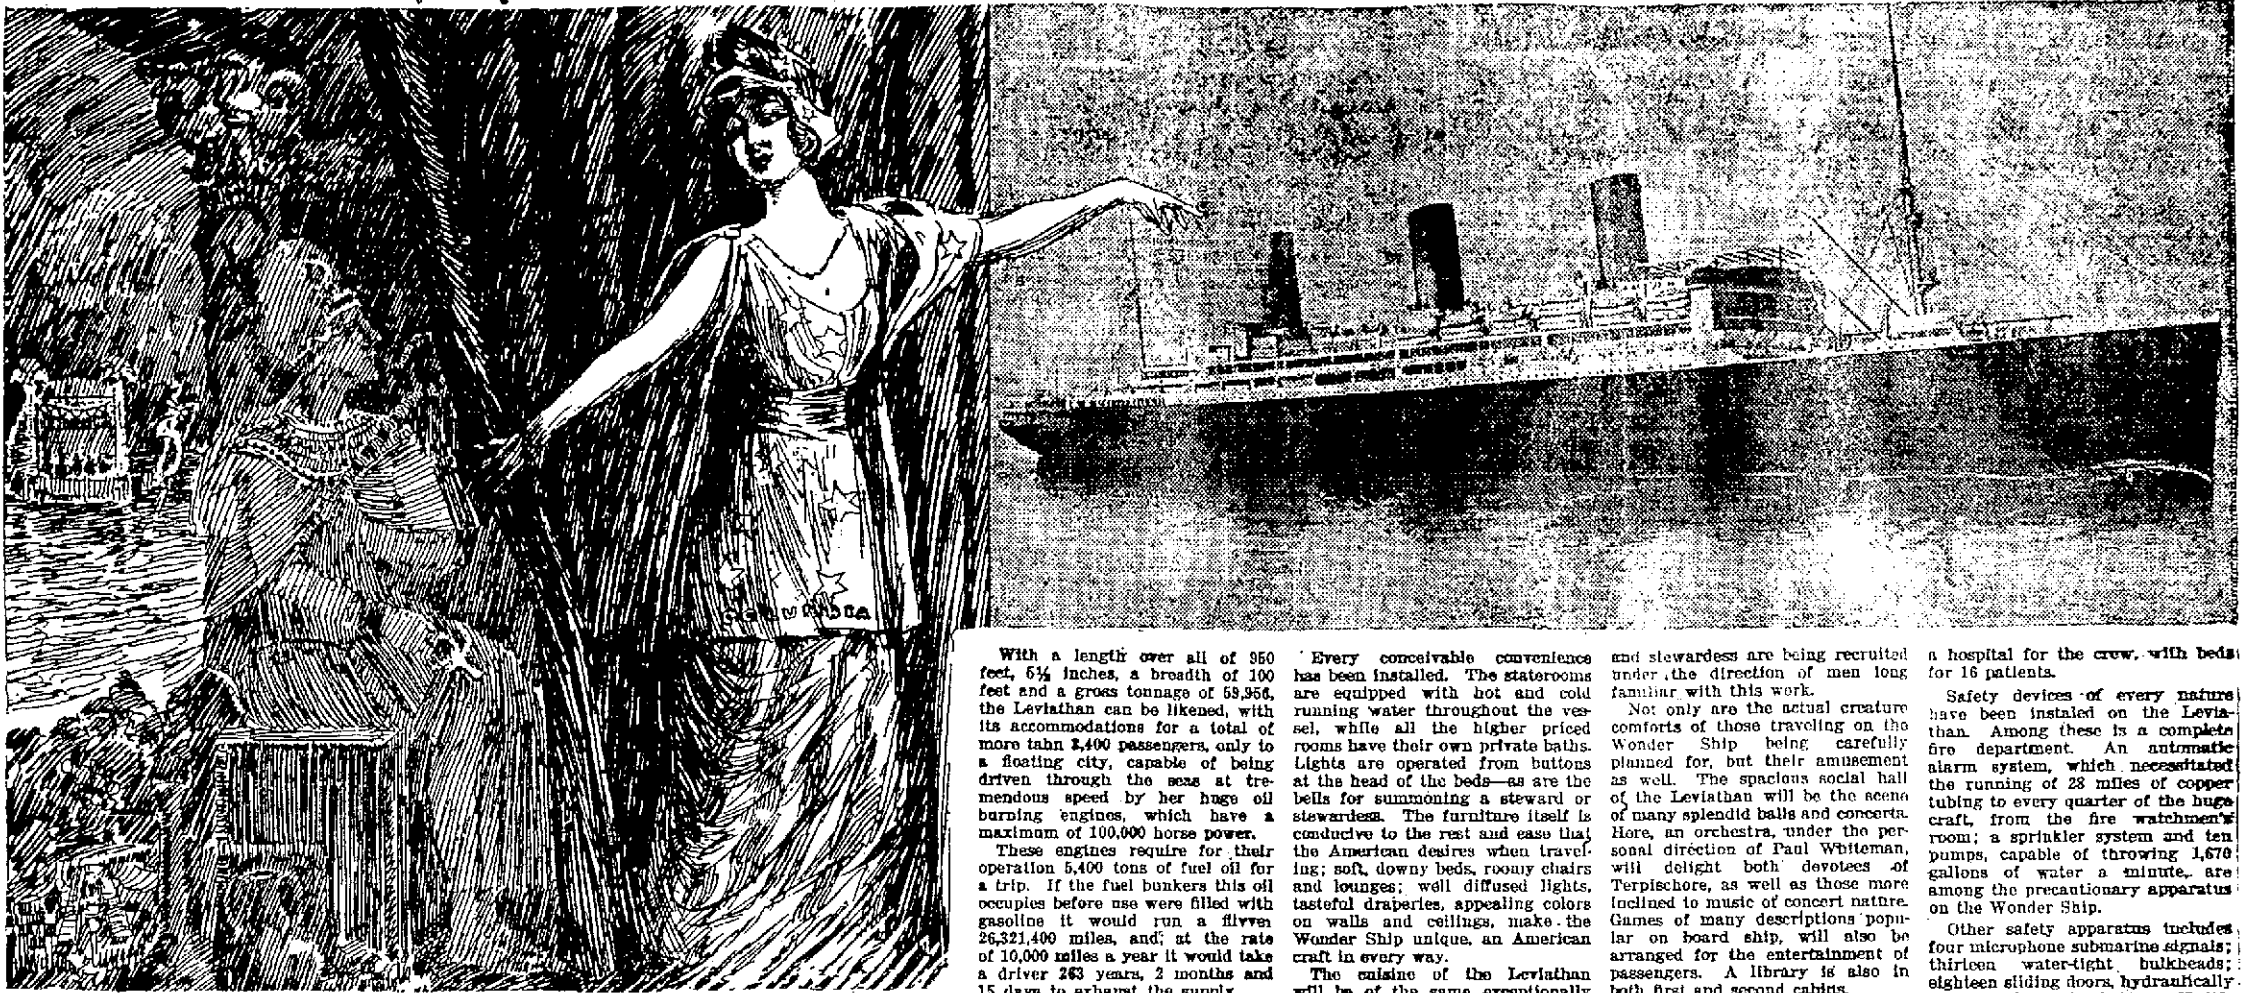 COLUMBIA
With a length over all of 950
feet, 6½ inches, a breadth of 100
feet and a gross tonnage of 59,956,
the Leviathan can be likened, with
its accommodations for a total of
more tahn 3,400 passengers, only to
a floating city, capable of being
driven through the seas at tre-
mendous speed by her huge oil
burning engines, which have a
maximum of 100,000 horse power.
These engines require for their
operation 5,400 tons of fuel oil for
a trip. If the fuel bunkers this oil
occupies before use were filled with
gasoline it would run a flivver
26,321,400 miles, and, at the rate
of 10,000 miles a year it would take
a driver 263 years, 2 months and
15 days to exhaust the supply.
Every conceivable convenience
has been installed. The staterooms
are equipped with hot and cold
running water throughout the ves-
sel, while all the higher priced
rooms have their own private baths.
Lights are operated from buttons
at the head of the beds—as are the
bells for summoning a steward or
stewardess. The furniture itself is
conducive to the rest and ease that
the American desires when travel-
ing; soft, downy beds, roomy chairs
and lounges; well diffused lights,
tasteful draperies, appealing colors
on walls and ceilings, make the
Wonder Ship unique, an American
craft in every way.
The cuisine of the Leviathan
will be of the same exceptionally
and stewardess are being recruited
under the direction of men long
familiar with this work.
Not only are the actual creature
comforts of those traveling on the
Wonder Ship being carefully
planned for, but their amusement
as well. The spacious social hall
of the Leviathan will be the scene
of many splendid balls and concerts.
Here, an orchestra, under the per-
sonal direction of Paul Whiteman,
will delight both devotees of
Terpischore, as well as those more
inclined to music of concert nature.
Games of many descriptions popu-
lar on board ship, will also be
arranged for the entertainment of
passengers. A library is also in
both first and second cabins.
a hospital for the crew, with beds
for 16 patients.
Safety devices of every nature
have been instaled on the Levia-
than. Among these is a complete
fire department. An automatic
alarm system, which necessitated
the running of 28 miles of copper
tubing to every quarter of the huge
craft, from the fire watchmen's
room; a sprinkler system and ten
pumps, capable of throwing 1,670
gallons of water a minute, are
among the precautionary apparatus
on the Wonder Ship.
Other safety apparatus includes
four microphone submarine signals;
thirteen water-tight bulkheads;
eighteen sliding doors, hydraulically